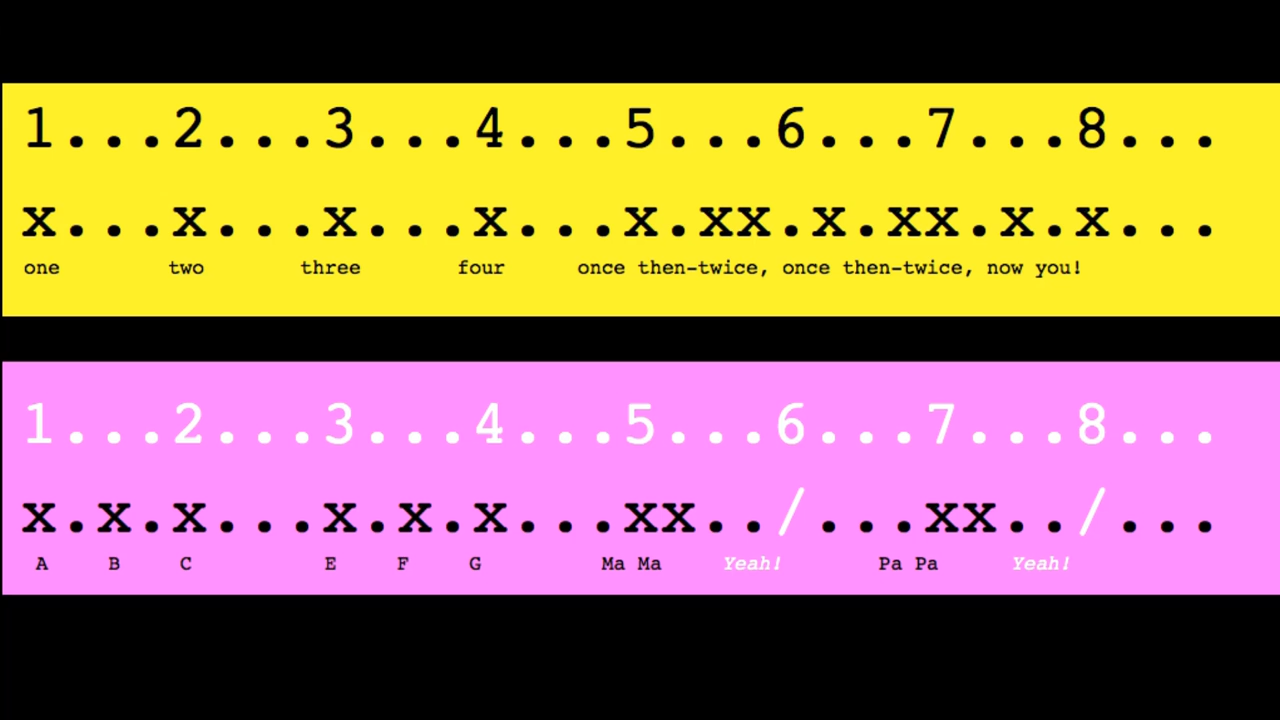 1...2...3...4...5...6...7...8...
x...x...x...x...x.xx.x.xx.x.x...
one two three four once then-twice, once then-twice, now you!
1...2...3...4...5...6...7...8...
x.x.x...x.x.x...xx../...xx../...
A B C E F G Ma Ma Yeah! Pa Pa Yeah!